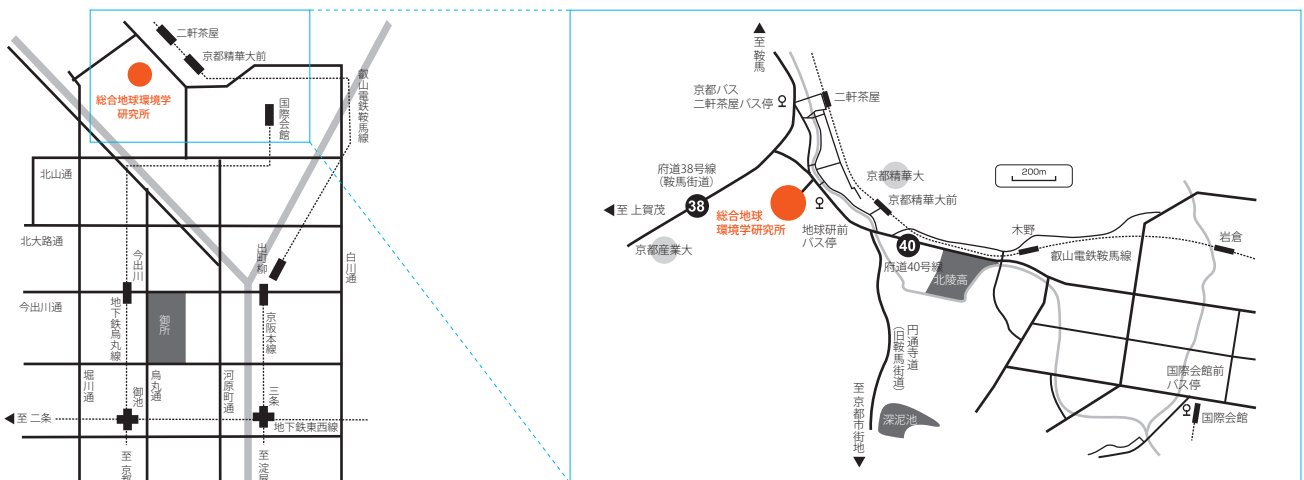 二軒茶屋
京都精華大前
総合地球環境学
研究所
国際会館
叡山電鉄鞍馬線
北山通
北大路通
今出川
出町柳
白川通
今出川通
地下鉄烏丸線
御所
京阪本線
堀川通
御池
烏丸通
河原町通
三条
至 二条
地下鉄東西線
至 京都
至 淀屋
至 鞍馬
京都バス
二軒茶屋バス停
二軒茶屋
府道38号線
（鞍馬街道）
京都精華大
200m
至 上賀茂
38
総合地球
環境学研究所
京都精華大前
地球研前
バス停
京都産業大
40
府道40号線
木野
岩倉
叡山電鉄鞍馬線
北陵高
円通寺道
（旧鞍馬街道）
国際会館前
バス停
至 京都市街地
深泥池
国際会館